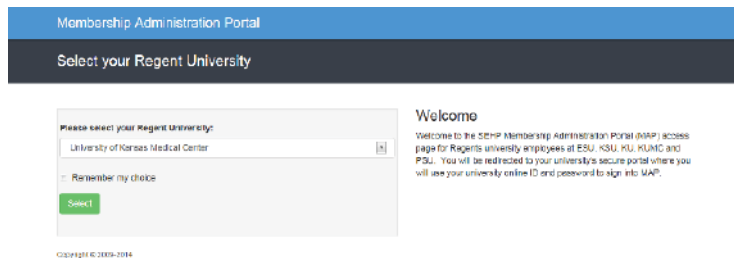 Membership Administration Portal
Select your Regent University
Please select your Regent University:
University of Kansas Medical Center
Remember my choice
Select
Welcome
Welcome to the SEHP Membership Administration Portal (MAP) access
page for Regents university employees at ESU, KSU, KU, KUMC and
PSU. You will be redirected to your university's secure portal where you
will use your university online ID and password to sign into MAP.
Copyright © 2009-2014